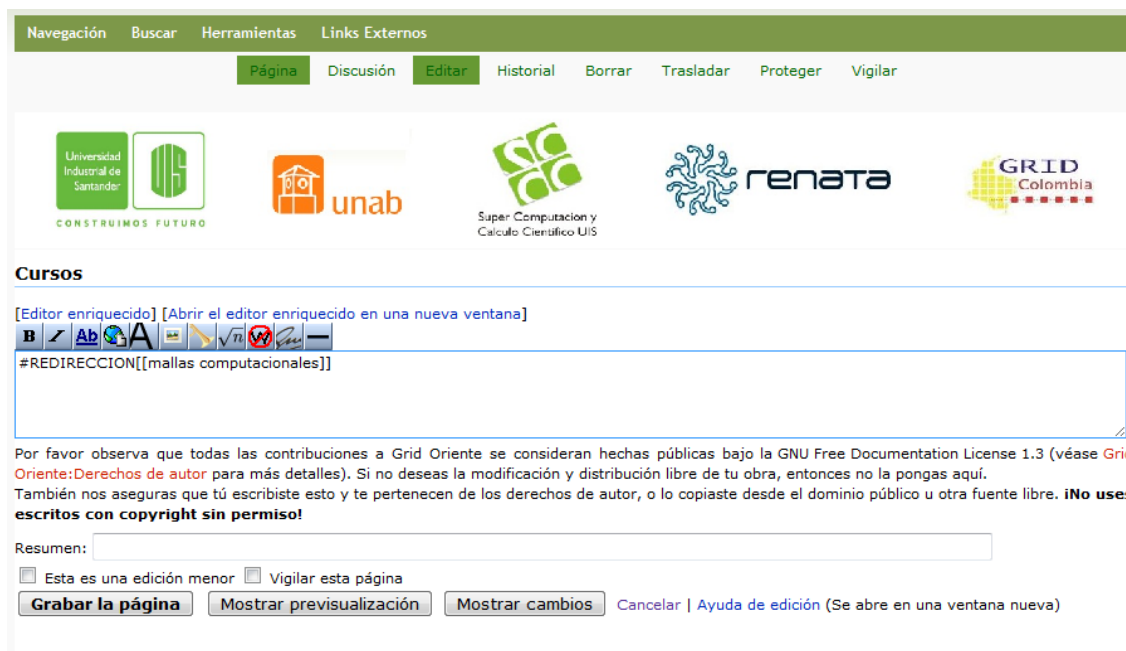 Navegación Buscar Herramientas Links Externos
Página Discusión Editar Historial Borrar Trasladar Proteger Vigilar
Universidad
Industrial de
Santander
CONSTRUIMOS FUTURO
unab
Super Computacion y
Calculo Cientifico UIS
renata
GRID
Colombia
Cursos
[Editor enriquecido] [Abrir el editor enriquecido en una nueva ventana]
B I Ab A √n W
#REDIRECCION[[mallas computacionales]]
Por favor observa que todas las contribuciones a Grid Oriente se consideran hechas públicas bajo la GNU Free Documentation License 1.3 (véase Gri
Oriente:Derechos de autor para más detalles). Si no deseas la modificación y distribución libre de tu obra, entonces no la pongas aquí.
También nos aseguras que tú escribiste esto y te pertenecen de los derechos de autor, o lo copiaste desde el dominio público u otra fuente libre. ¡No use
escritos con copyright sin permiso!
Resumen:
Esta es una edición menor Vigilar esta página
Grabar la página Mostrar previsualización Mostrar cambios Cancelar | Ayuda de edición (Se abre en una ventana nueva)